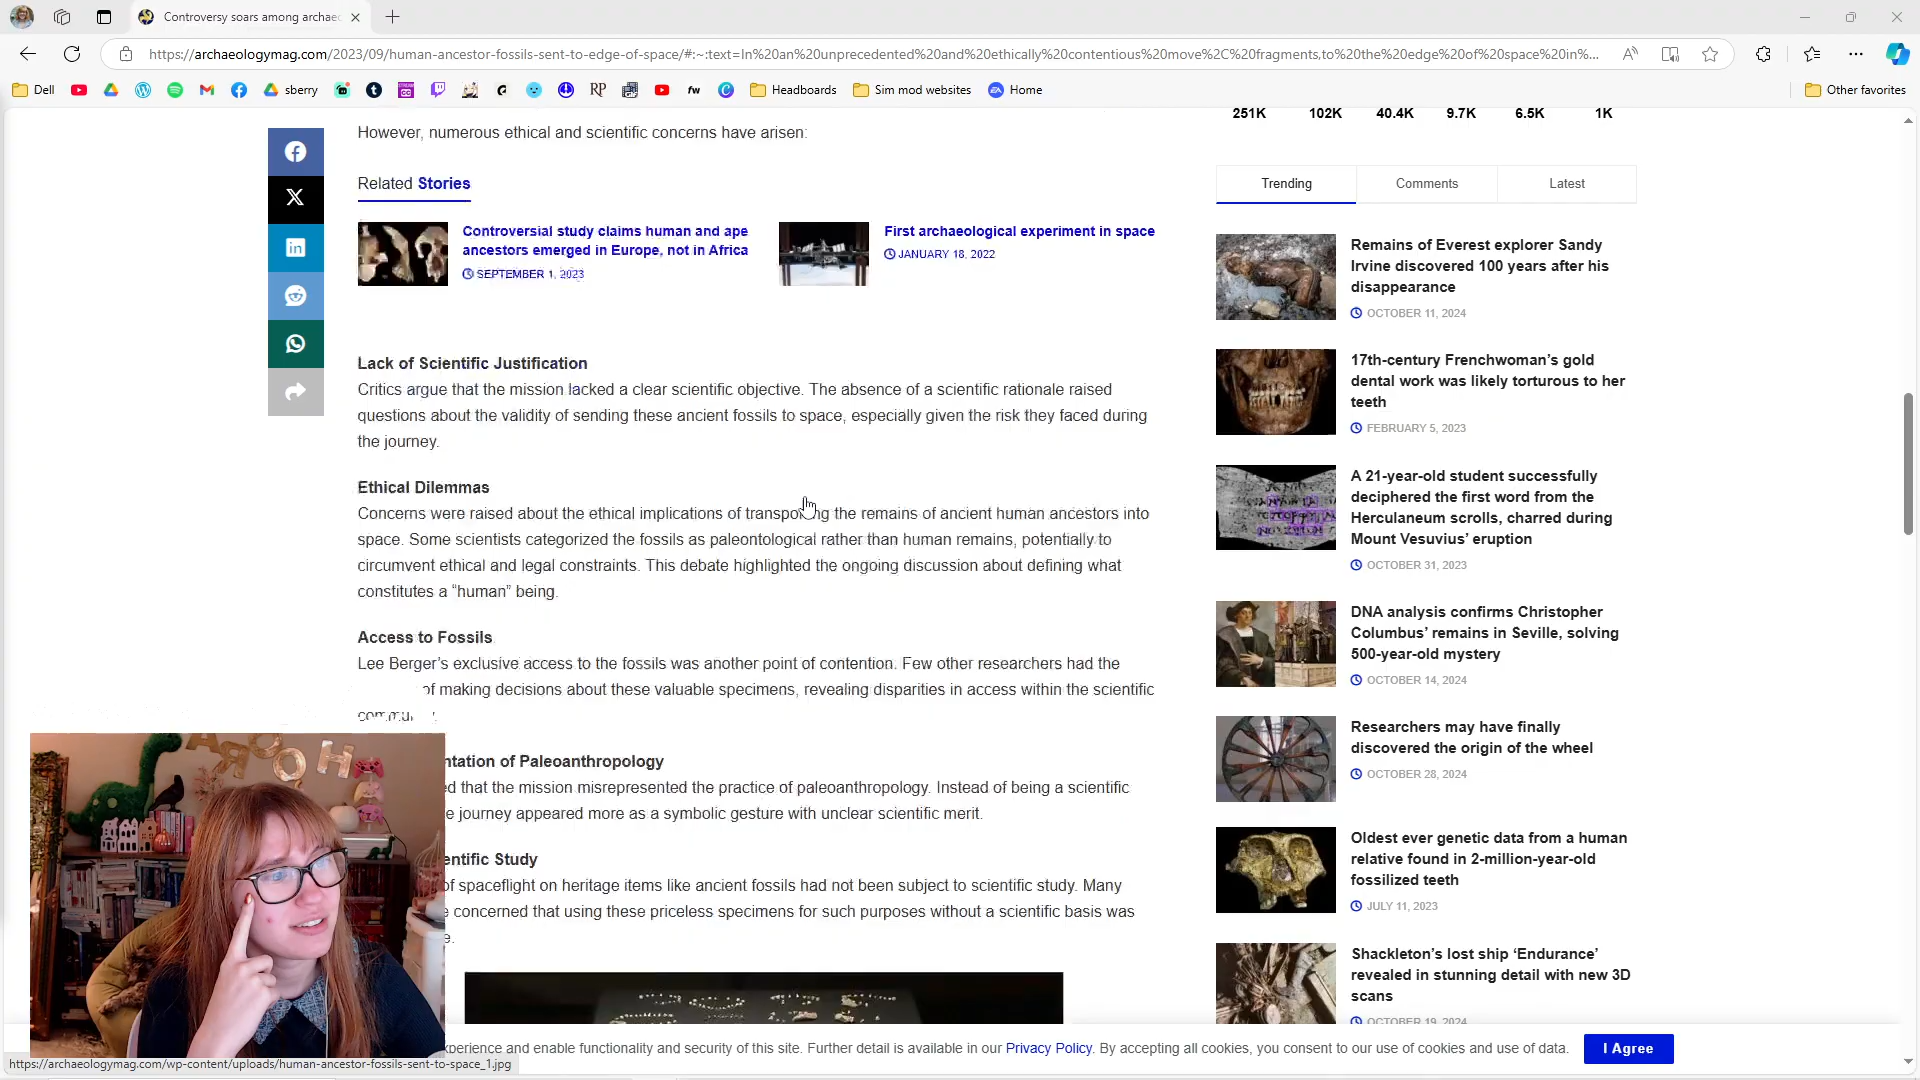 Controversy soars among archae
https://archaeologymag.com/2023/09/human-ancestor-fossils-sent-to-edge-of-space/#:~:text=In%20an%20unprecedented%20and%20ethically%20contentious%20move%2C%20fragments,to%20the%20edge%20of%20space%20in%...
Dell
sberry
RP
fw
Headboards
Sim mod websites
EA Home
Other favorites
251K 102K 40.4K 9.7K 6.5K 1K
However, numerous ethical and scientific concerns have arisen:
Related Stories
Controversial study claims human and ape
ancestors emerged in Europe, not in Africa
SEPTEMBER 1, 2023
First archaeological experiment in space
JANUARY 18, 2022
Lack of Scientific Justification
Critics argue that the mission lacked a clear scientific objective. The absence of a scientific rationale raised
questions about the validity of sending these ancient fossils to space, especially given the risk they faced during
the journey.
Ethical Dilemmas
Concerns were raised about the ethical implications of transporting the remains of ancient human ancestors into
space. Some scientists categorized the fossils as paleontological rather than human remains, potentially to
circumvent ethical and legal constraints. This debate highlighted the ongoing discussion about defining what
constitutes a “human” being.
Access to Fossils
Lee Berger’s exclusive access to the fossils was another point of contention. Few other researchers had the
of making decisions about these valuable specimens, revealing disparities in access within the scientific
ntation of Paleoanthropology
ed that the mission misrepresented the practice of paleoanthropology. Instead of being a scientific
e journey appeared more as a symbolic gesture with unclear scientific merit.
entific Study
of spaceflight on heritage items like ancient fossils had not been subject to scientific study. Many
e concerned that using these priceless specimens for such purposes without a scientific basis was
e.
Trending
Comments
Latest
Remains of Everest explorer Sandy
Irvine discovered 100 years after his
disappearance
OCTOBER 11, 2024
17th-century Frenchwoman’s gold
dental work was likely torturous to her
teeth
FEBRUARY 5, 2023
A 21-year-old student successfully
deciphered the first word from the
Herculaneum scrolls, charred during
Mount Vesuvius’ eruption
OCTOBER 31, 2023
DNA analysis confirms Christopher
Columbus’ remains in Seville, solving
500-year-old mystery
OCTOBER 14, 2024
Researchers may have finally
discovered the origin of the wheel
OCTOBER 28, 2024
Oldest ever genetic data from a human
relative found in 2-million-year-old
fossilized teeth
JULY 11, 2023
Shackleton’s lost ship ‘Endurance’
revealed in stunning detail with new 3D
scans
OCTOBER 19, 2024
xperience and enable functionality and security of this site. Further detail is available in our Privacy Policy. By accepting all cookies, you consent to our use of cookies and use of data.
I Agree
https://archaeologymag.com/wp-content/uploads/human-ancestor-fossils-sent-to-space_1.jpg